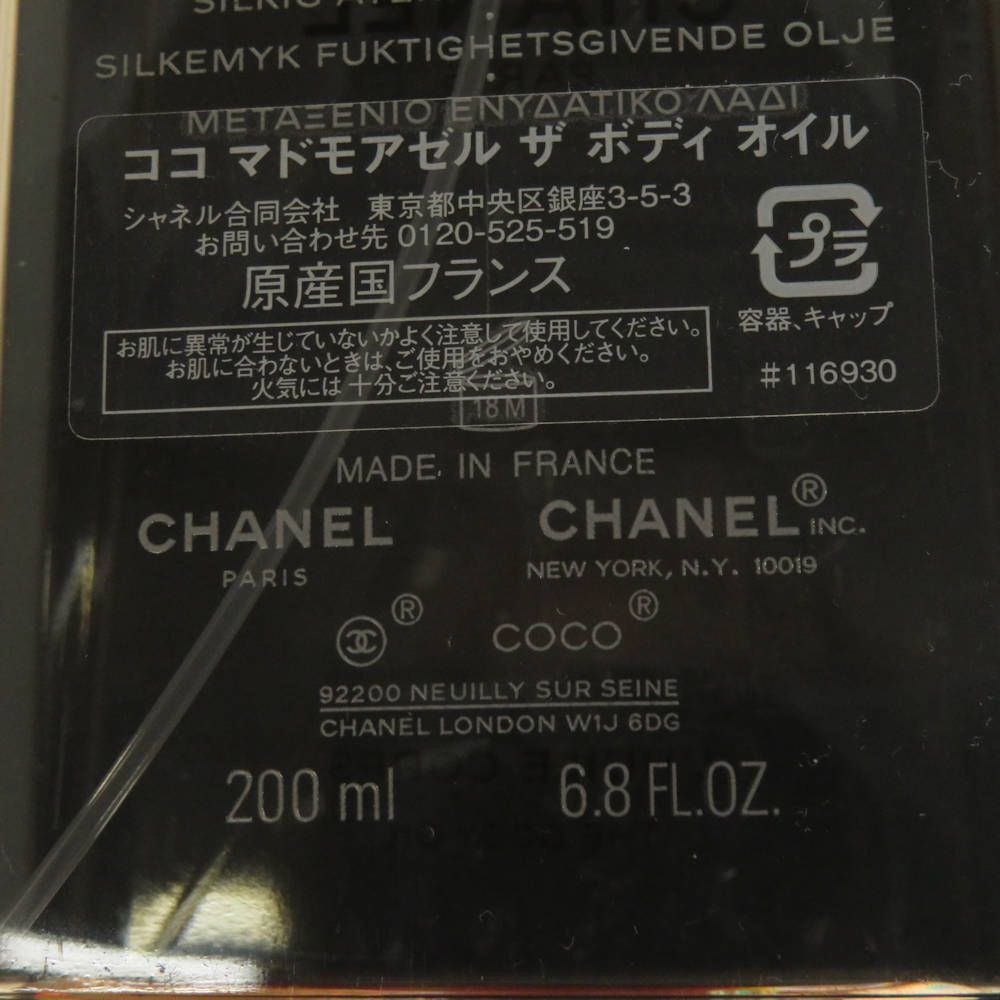 SILKEMYK FUKTIGHETSGIVENDE OLJE
ΜΕΤΑΞΕΝΙΟ ΕΝΥΔΑΤΙΚΟ ΛΑΔΙ
ココ マドモアゼル ザ ボディ オイル
シャネル合同会社 東京都中央区銀座3-5-3
お問い合わせ先 0120-525-519
原産国フランス
プラ
容器、キャップ
#116930
お肌に異常が生じていないかよく注意して使用してください。
お肌に合わないときは、ご使用をおやめください。
火気には十分ご注意ください。
18M
MADE IN FRANCE
CHANEL
PARIS
CHANEL® INC.
NEW YORK, N.Y. 10019
®
COCO®
92200 NEUILLY SUR SEINE
CHANEL LONDON W1J 6DG
200 ml 6.8 FL.OZ.